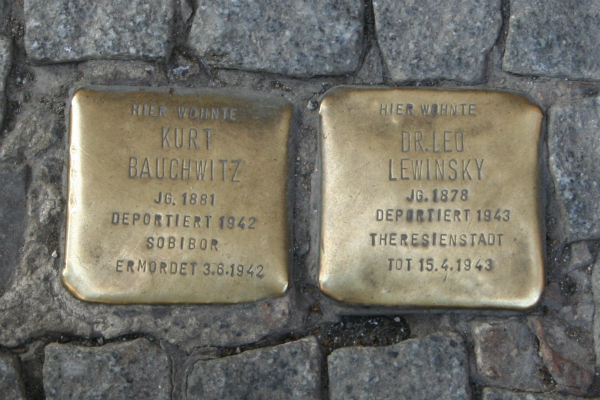 HIER WOHNTE
KURT
BAUCHWITZ
JG. 1881
DEPORTIERT 1942
SOBIBOR
ERMORDET 3.6.1942
HIER WOHNTE
DR. LEO
LEWINSKY
JG. 1878
DEPORTIERT 1943
THERESIENSTADT
TOT 15.4.1943